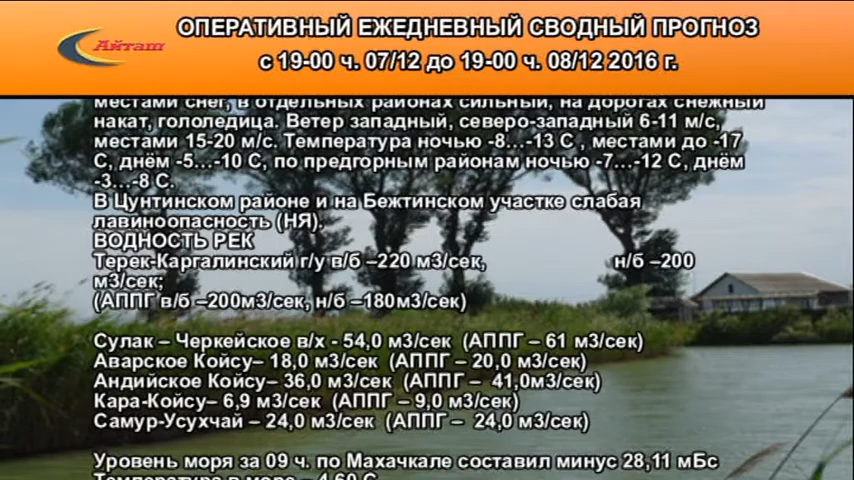 Айташ
ОПЕРАТИВНЫЙ ЕЖЕДНЕВНЫЙ СВОДНЫЙ ПРОГНОЗ
с 19-00 ч. 07/12 до 19-00 ч. 08/12 2016 г.
местами снег, в отдельных районах сильный, на дорогах снежный
накат, гололедица. Ветер западный, северо-западный 6-11 м/с,
местами 15-20 м/с. Температура ночью -8...-13 С , местами до -17
С, днём -5...-10 С, по предгорным районам ночью -7...-12 С, днём
-3...-8 С.
В Цунтинском районе и на Бежтинском участке слабая
лавиноопасность (НЯ).
ВОДНОСТЬ РЕК
Терек-Каргалинский г/у в/б –220 м3/сек, н/б –200
м3/сек;
(АППГ в/б –200м3/сек, н/б –180м3/сек)
Сулак – Черкейское в/х - 54,0 м3/сек (АППГ – 61 м3/сек)
Аварское Койсу– 18,0 м3/сек (АППГ – 20,0 м3/сек)
Андийское Койсу– 36,0 м3/сек (АППГ – 41,0м3/сек)
Кара-Койсу– 6,9 м3/сек (АППГ – 9,0 м3/сек)
Самур-Усухчай – 24,0 м3/сек (АППГ – 24,0 м3/сек)
Уровень моря за 09 ч. по Махачкале составил минус 28,11 мБс
Температура в море – 4,60 С